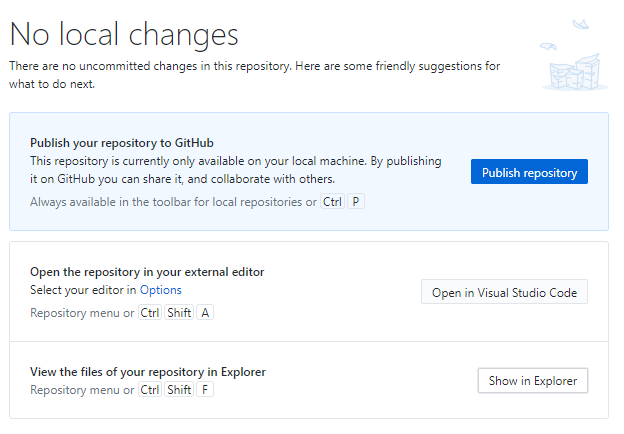 No local changes
There are no uncommitted changes in this repository. Here are some friendly suggestions for
what to do next.
Publish your repository to GitHub
This repository is currently only available on your local machine. By publishing
it on GitHub you can share it, and collaborate with others.
Publish repository
Always available in the toolbar for local repositories or Ctrl P
Open the repository in your external editor
Select your editor in Options
Open in Visual Studio Code
Repository menu or Ctrl Shift A
View the files of your repository in Explorer
Show in Explorer
Repository menu or Ctrl Shift F